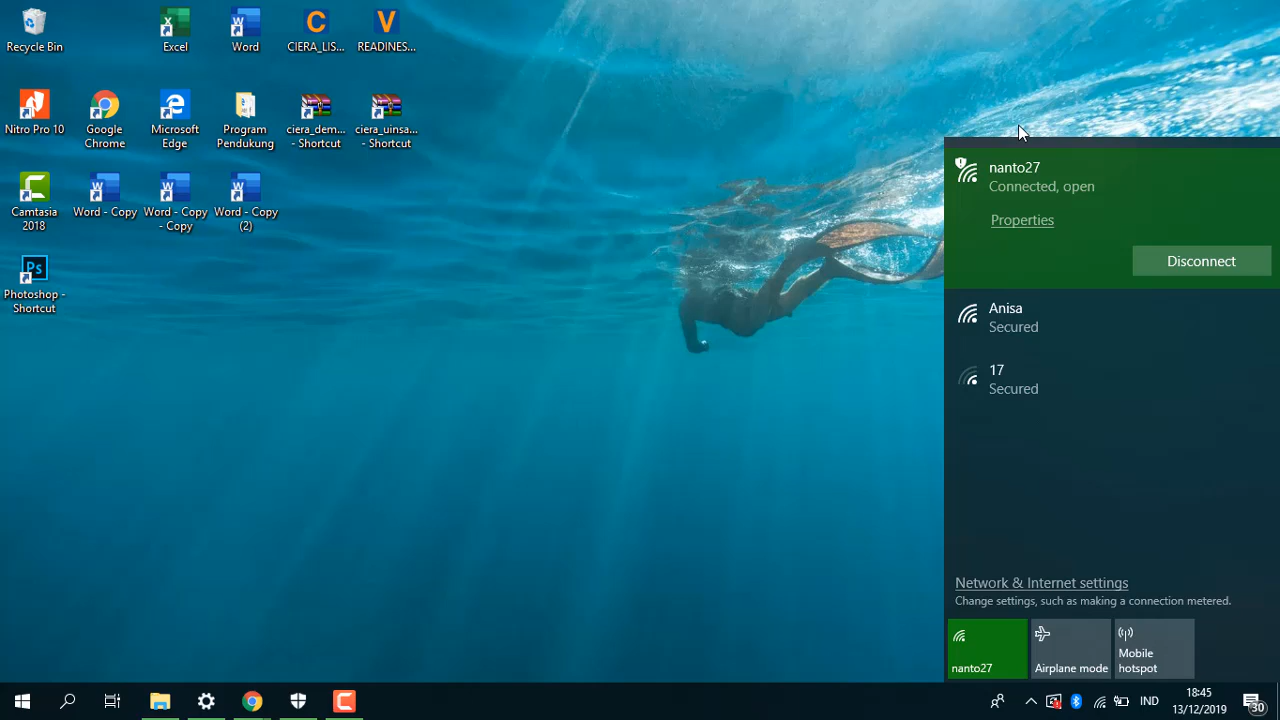 Recycle Bin
Excel
Word
CIERA_LIS...
READINES...
Nitro Pro 10
Google
Chrome
Microsoft
Edge
Program
Pendukung
ciera_dem...
- Shortcut
ciera_uinsa...
- Shortcut
Camtasia
2018
Word - Copy
Word - Copy
- Copy
Word - Copy
(2)
Photoshop -
Shortcut
nanto27
Connected, open
Properties
Disconnect
Anisa
Secured
17
Secured
Network & Internet settings
Change settings, such as making a connection metered.
nanto27
Airplane mode
Mobile
hotspot
IND
18:45
13/12/2019
30